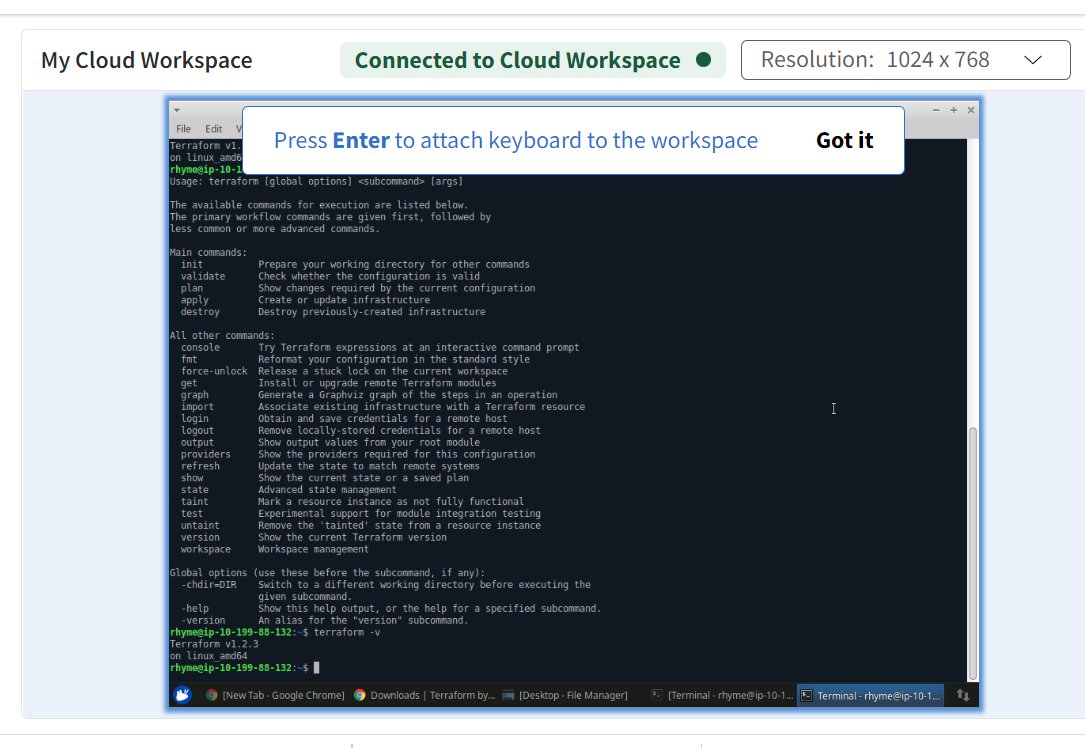 My Cloud Workspace
Connected to Cloud Workspace
Resolution: 1024 x 768
File Edit V
Press Enter to attach keyboard to the workspace
Got it
Terraform v1.
on linux_amd6
rhyme@ip-10-1
Usage: terraform [global options] <subcommand> [args]
The available commands for execution are listed below.
The primary workflow commands are given first, followed by
less common or more advanced commands.
Main commands:
init Prepare your working directory for other commands
validate Check whether the configuration is valid
plan Show changes required by the current configuration
apply Create or update infrastructure
destroy Destroy previously-created infrastructure
All other commands:
console Try Terraform expressions at an interactive command prompt
fmt Reformat your configuration in the standard style
force-unlock Release a stuck lock on the current workspace
get Install or upgrade remote Terraform modules
graph Generate a Graphviz graph of the steps in an operation
import Associate existing infrastructure with a Terraform resource
login Obtain and save credentials for a remote host
logout Remove locally-stored credentials for a remote host
output Show output values from your root module
providers Show the providers required for this configuration
refresh Update the state to match remote systems
show Show the current state or a saved plan
state Advanced state management
taint Mark a resource instance as not fully functional
test Experimental support for module integration testing
untaint Remove the 'tainted' state from a resource instance
version Show the current Terraform version
workspace Workspace management
Global options (use these before the subcommand, if any):
-chdir=DIR Switch to a different working directory before executing the
given subcommand.
-help Show this help output, or the help for a specified subcommand.
-version An alias for the "version" subcommand.
rhyme@ip-10-199-88-132:~$ terraform -v
Terraform v1.2.3
on linux_amd64
rhyme@ip-10-199-88-132:~$
[New Tab - Google Chrome] Downloads | Terraform by... [Desktop - File Manager] [Terminal - rhyme@ip-10-1... Terminal - rhyme@ip-10-1...